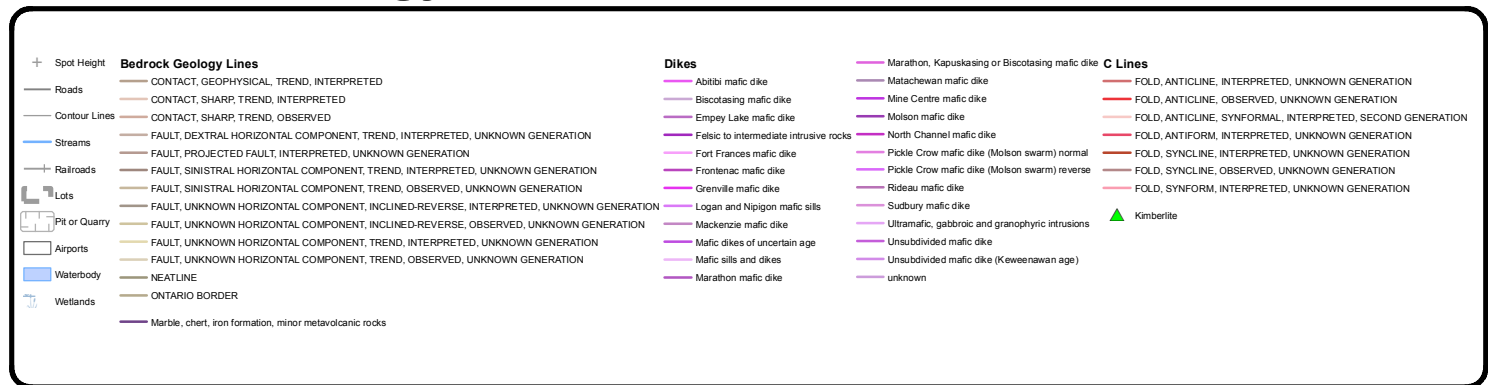 Spot Height
Roads
Contour Lines
Streams
Railroads
Lots
Pit or Quarry
Airports
Waterbody
Wetlands
Bedrock Geology Lines
CONTACT, GEOPHYSICAL, TREND, INTERPRETED
CONTACT, SHARP, TREND, INTERPRETED
CONTACT, SHARP, TREND, OBSERVED
FAULT, DEXTRAL HORIZONTAL COMPONENT, TREND, INTERPRETED, UNKNOWN GENERATION
FAULT, PROJECTED FAULT, INTERPRETED, UNKNOWN GENERATION
FAULT, SINISTRAL HORIZONTAL COMPONENT, TREND, INTERPRETED, UNKNOWN GENERATION
FAULT, SINISTRAL HORIZONTAL COMPONENT, TREND, OBSERVED, UNKNOWN GENERATION
FAULT, UNKNOWN HORIZONTAL COMPONENT, INCLINED-REVERSE, INTERPRETED, UNKNOWN GENERATION
FAULT, UNKNOWN HORIZONTAL COMPONENT, INCLINED-REVERSE, OBSERVED, UNKNOWN GENERATION
FAULT, UNKNOWN HORIZONTAL COMPONENT, TREND, INTERPRETED, UNKNOWN GENERATION
FAULT, UNKNOWN HORIZONTAL COMPONENT, TREND, OBSERVED, UNKNOWN GENERATION
NEATLINE
ONTARIO BORDER
Marble, chert, iron formation, minor metavolcanic rocks
Dikes
Abitibi mafic dike
Biscotasing mafic dike
Empey Lake mafic dike
Felsic to intermediate intrusive rocks
Fort Frances mafic dike
Frontenac mafic dike
Grenville mafic dike
Logan and Nipigon mafic sills
Mackenzie mafic dike
Mafic dikes of uncertain age
Mafic sills and dikes
Marathon mafic dike
Marathon, Kapuskasing or Biscotasing mafic dike
Matachewan mafic dike
Mine Centre mafic dike
Molson mafic dike
North Channel mafic dike
Pickle Crow mafic dike (Molson swarm) normal
Pickle Crow mafic dike (Molson swarm) reverse
Rideau mafic dike
Sudbury mafic dike
Ultramafic, gabbroic and granophyric intrusions
Unsubdivided mafic dike
Unsubdivided mafic dike (Keweenawan age)
unknown
C Lines
FOLD, ANTICLINE, INTERPRETED, UNKNOWN GENERATION
FOLD, ANTICLINE, OBSERVED, UNKNOWN GENERATION
FOLD, ANTICLINE, SYNFORMAL, INTERPRETED, SECOND GENERATION
FOLD, ANTIFORM, INTERPRETED, UNKNOWN GENERATION
FOLD, SYNCLINE, INTERPRETED, UNKNOWN GENERATION
FOLD, SYNCLINE, OBSERVED, UNKNOWN GENERATION
FOLD, SYNFORM, INTERPRETED, UNKNOWN GENERATION
Kimberlite